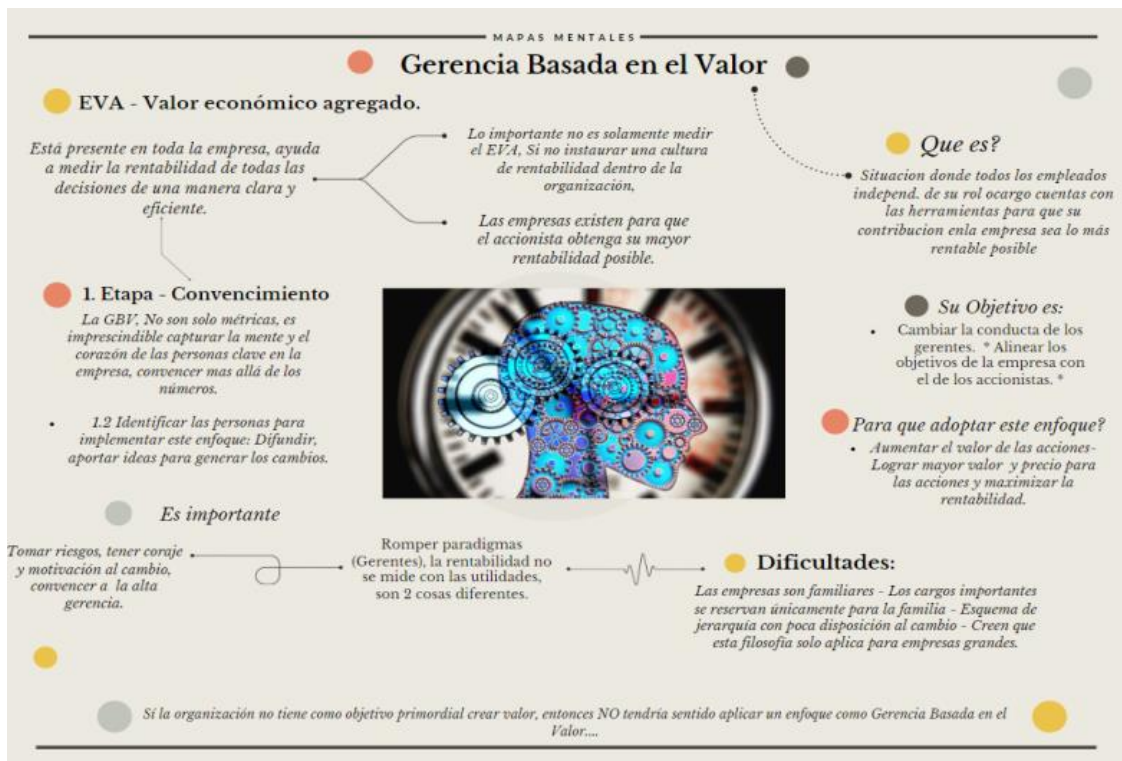 MAPAS MENTALES
Gerencia Basada en el Valor
EVA - Valor económico agregado.
Está presente en toda la empresa, ayuda
a medir la rentabilidad de todas las
decisiones de una manera clara y
eficiente.
Lo importante no es solamente medir
el EVA, Si no instaurar una cultura
de rentabilidad dentro de la
organización,
Las empresas existen para que
el accionista obtenga su mayor
rentabilidad posible.
Que es?
Situacion donde todos los empleados
independ. de su rol ocargo cuentas con
las herramientas para que su
contribucion enla empresa sea lo más
rentable posible
1. Etapa - Convencimiento
La GBV, No son solo métricas, es
imprescindible capturar la mente y el
corazón de las personas clave en la
empresa, convencer mas allá de los
números.
• 1.2 Identificar las personas para
implementar este enfoque: Difundir,
aportar ideas para generar los cambios.
Su Objetivo es:
• Cambiar la conducta de los
gerentes. * Alinear los
objetivos de la empresa con
el de los accionistas. *
Para que adoptar este enfoque?
• Aumentar el valor de las acciones-
Lograr mayor valor y precio para
las acciones y maximizar la
rentabilidad.
Es importante
Tomar riesgos, tener coraje
y motivación al cambio,
convencer a la alta
gerencia.
Romper paradigmas
(Gerentes), la rentabilidad no
se mide con las utilidades,
son 2 cosas diferentes.
Dificultades:
Las empresas son familiares - Los cargos importantes
se reservan únicamente para la familia - Esquema de
jerarquía con poca disposición al cambio - Creen que
esta filosofía solo aplica para empresas grandes.
Sí la organización no tiene como objetivo primordial crear valor, entonces NO tendría sentido aplicar un enfoque como Gerencia Basada en el
Valor....